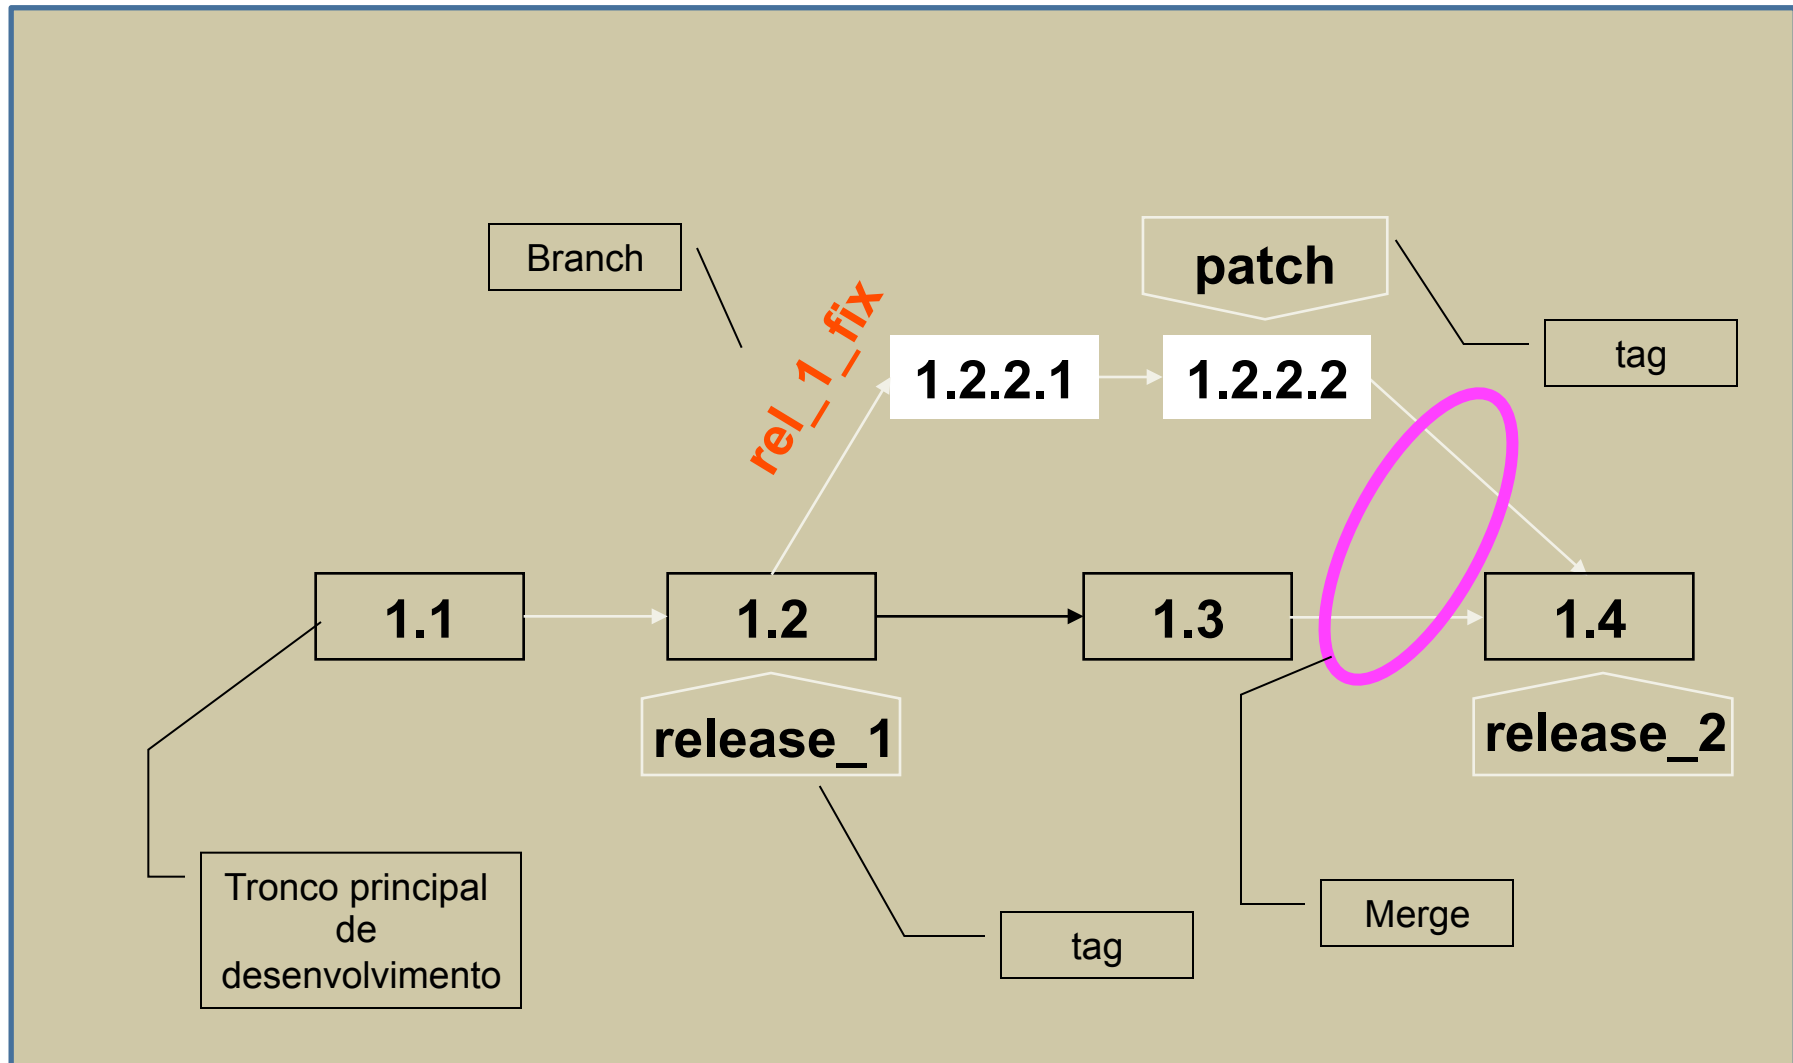 Branch
patch
rel_1_fix
tag
1.2.2.1
1.2.2.2
1.1
1.2
1.3
1.4
release_1
release_2
Tronco principal
de
desenvolvimento
tag
Merge